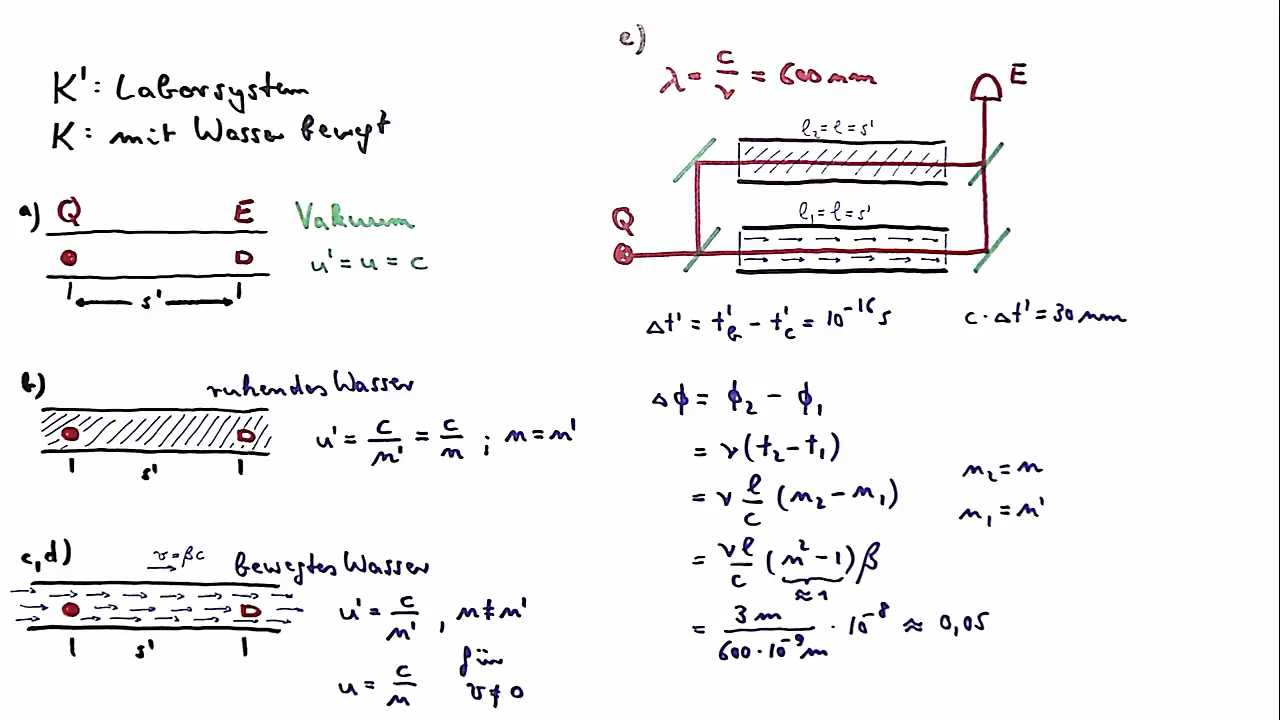 K': Laborsystem
K: mit Wasser bewegt
a) Q E Vakuum
u' = u = c
s'
b) ruhendes Wasser
u' = c/n' = c/n ; n = n'
s'
c,d) v = βc bewegtes Wasser
u' = c/n' , n ≠ n'
s'
u = c/n für v ≠ 0
e)
λ = c/ν = 600 nm
E
l₂ = l = s'
Q
l₁ = l = s'
Δt' = t'b - t'c = 10⁻¹⁶ s c · Δt' = 30 nm
Δϕ = ϕ₂ - ϕ₁
= ν(t₂ - t₁)
= ν l/c (n₂ - n₁)
n₂ = n
n₁ = n'
= νl/c (n² - 1) β
≈ 1
= 3 m / 600 · 10⁻⁹ m · 10⁻⁸ ≈ 0,05